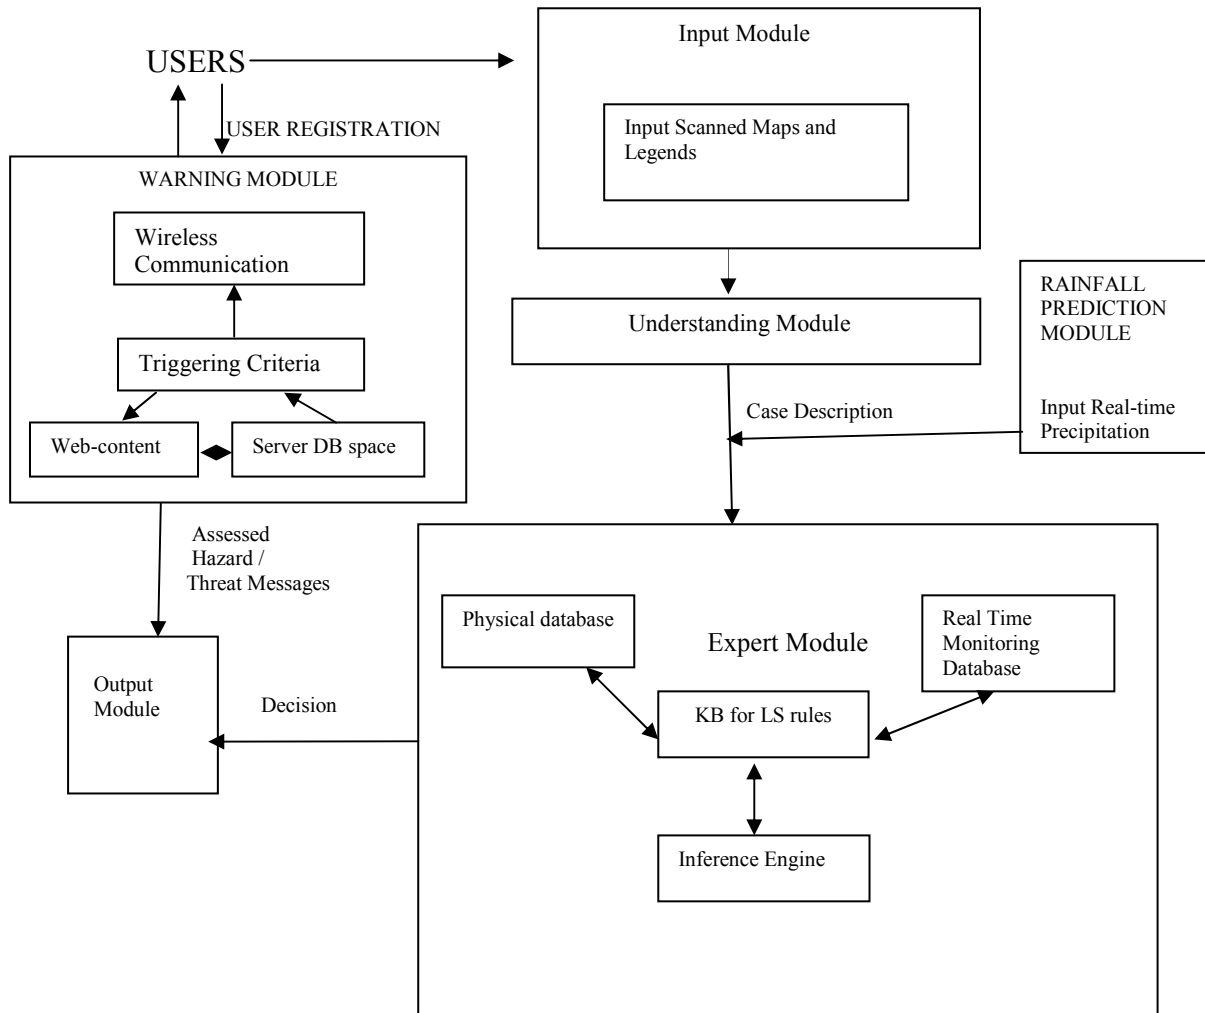 Input Module
USERS
USER REGISTRATION
Input Scanned Maps and
Legends
WARNING MODULE
Wireless
Communication
Triggering Criteria
Web-content
Server DB space
Understanding Module
RAINFALL
PREDICTION
MODULE
Input Real-time
Precipitation
Case Description
Assessed
Hazard /
Threat Messages
Physical database
Expert Module
Real Time
Monitoring
Database
Output
Module
Decision
KB for LS rules
Inference Engine